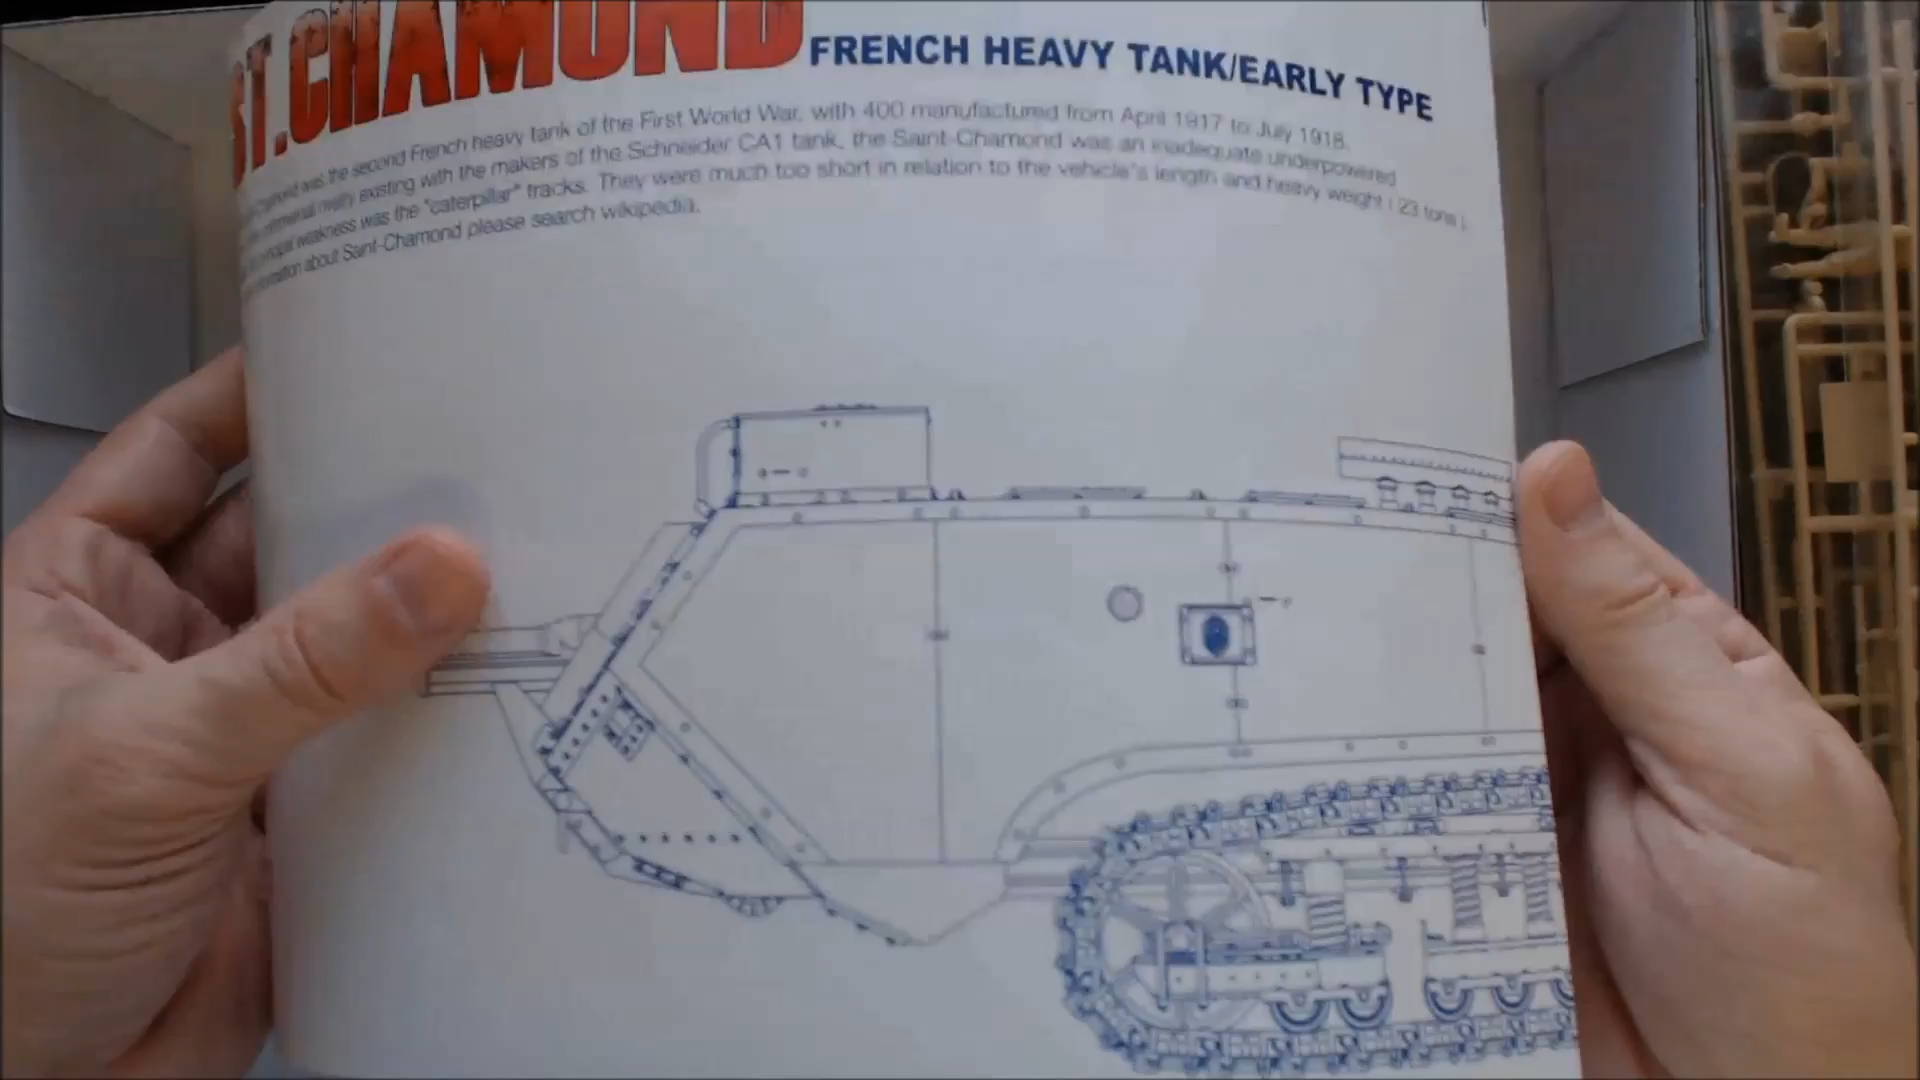 ST.CHAMOND FRENCH HEAVY TANK/EARLY TYPE
Chamond was the second French heavy tank of the First World War, with 400 manufactured from April 1917 to July 1918.
rivalry existing with the makers of the Schneider CA1 tank, the Saint-Chamond was an inadequate underpowered
weakness was the "caterpillar" tracks. They were much too short in relation to the vehicle's length and heavy weight ( 23 tons ).
about Saint-Chamond please search wikipedia.